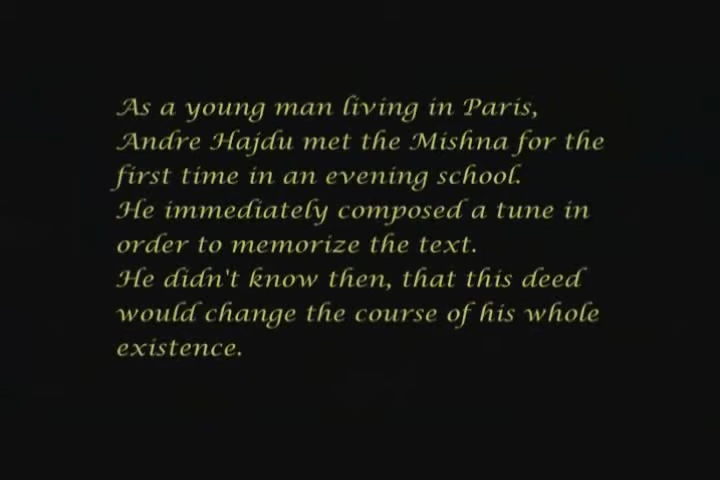 As a young man living in Paris,
Andre Hajdu met the Mishna for the
first time in an evening school.
He immediately composed a tune in
order to memorize the text.
He didn't know then, that this deed
would change the course of his whole
existence.